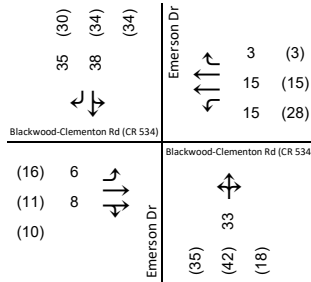 (30) (34) (34)
35 38
Emerson Dr
3 (3)
15 (15)
15 (28)
Blackwood-Clementon Rd (CR 534)
Blackwood-Clementon Rd (CR 534
(16) 6
(11) 8
(10)
Emerson Dr
33
(35) (42) (18)